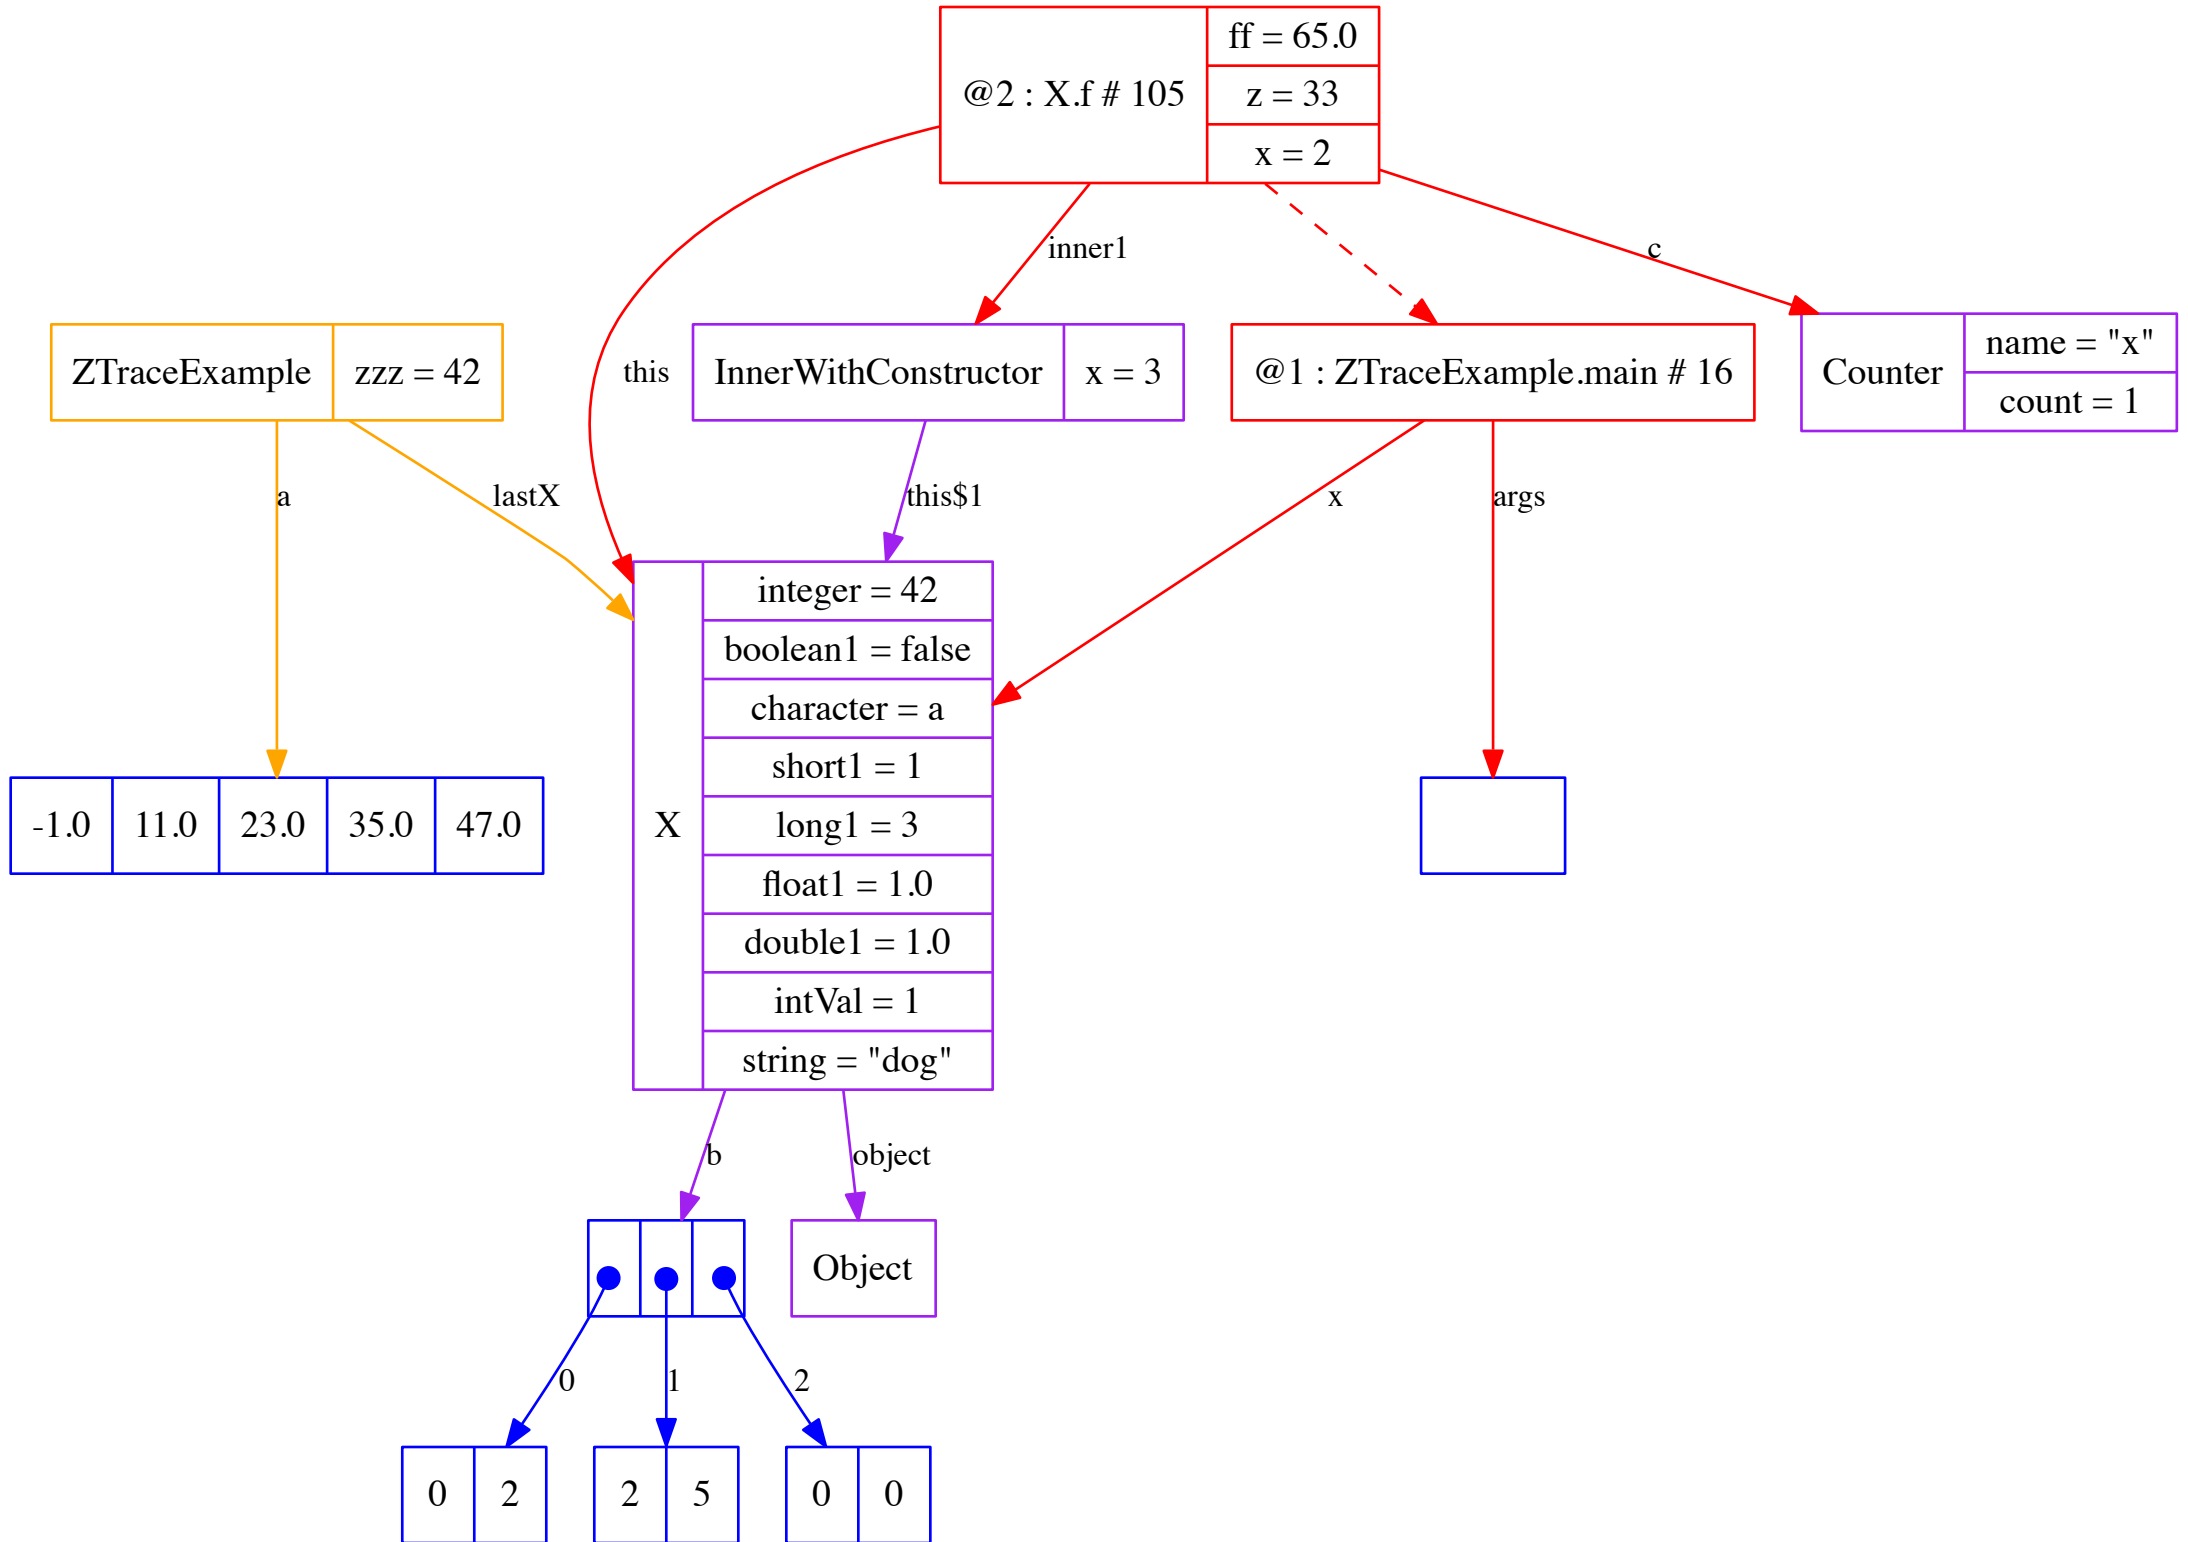 @2 : X.f # 105
ff = 65.0
z = 33
x = 2
inner1
c
this
ZTraceExample
zzz = 42
InnerWithConstructor
x = 3
@1 : ZTraceExample.main # 16
Counter
name = "x"
count = 1
a
lastX
this$1
x
args
X
integer = 42
boolean1 = false
character = a
short1 = 1
long1 = 3
float1 = 1.0
double1 = 1.0
intVal = 1
string = "dog"
-1.0
11.0
23.0
35.0
47.0
b
object
Object
0
1
2
0
2
2
5
0
0